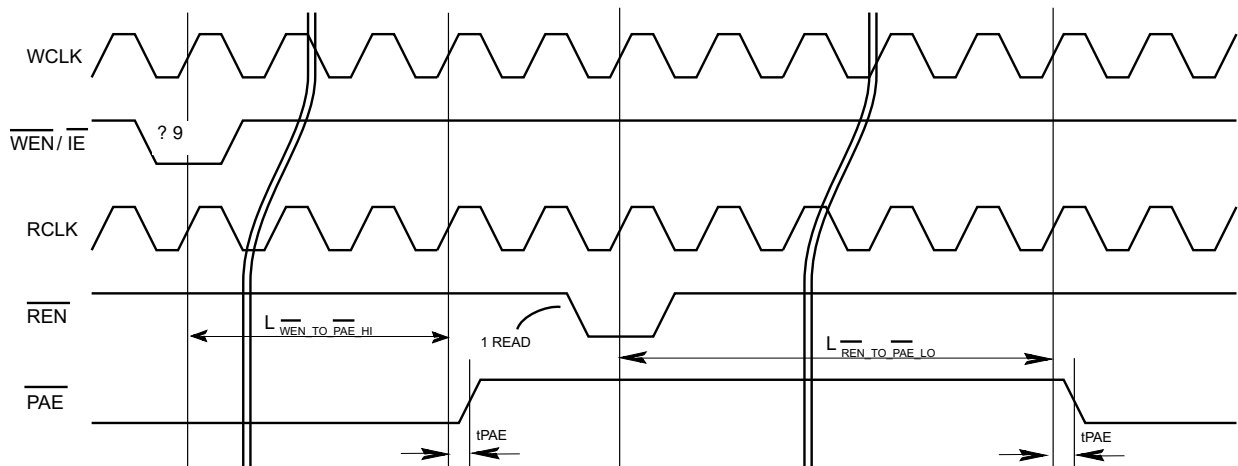 WCLK
WEN / IE
? 9
RCLK
REN
L WEN_TO_PAE_HI
1 READ
L REN_TO_PAE_LO
PAE
tPAE
tPAE